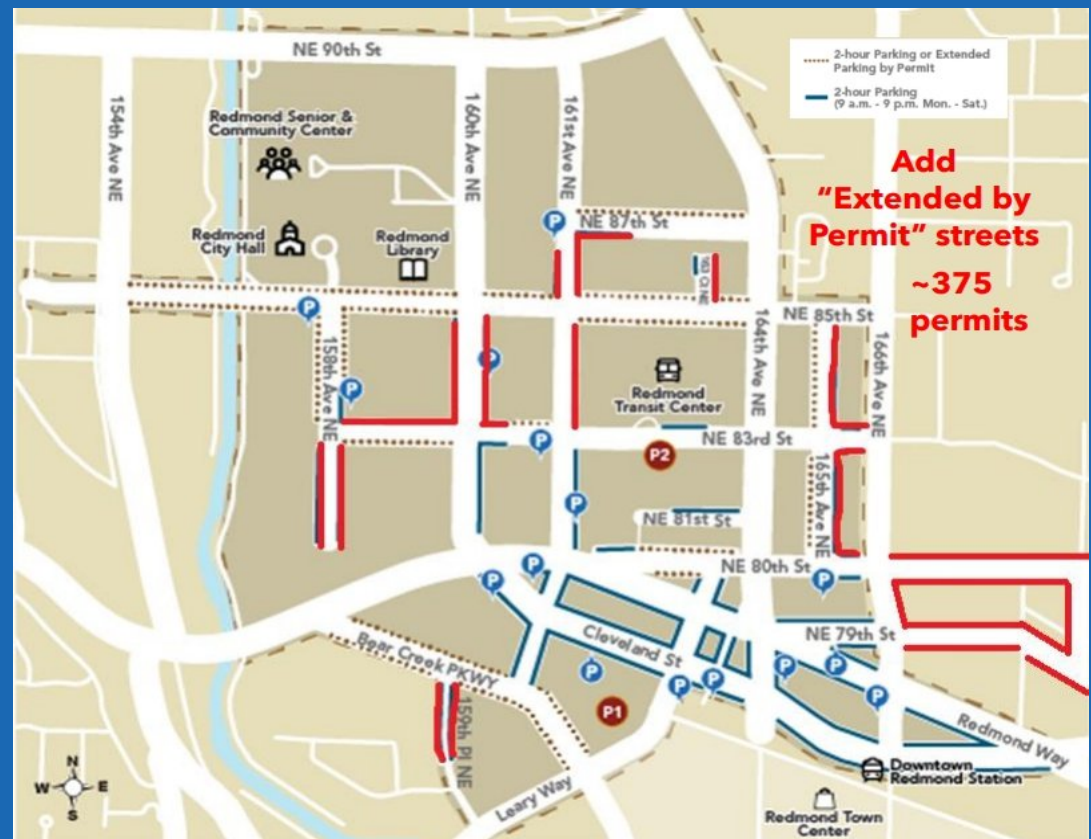 NE 90th St
2-hour Parking or Extended
Parking by Permit
2-hour Parking
(9 a.m. - 9 p.m. Mon. - Sat.)
154th Ave NE
160th Ave NE
161st Ave NE
Redmond Senior &
Community Center
Add
"Extended by
Permit" streets
~375
permits
P
NE 87th St
Redmond
City Hall
Redmond
Library
163 Ct NE
P
NE 85th St
158th Ave NE
P
164th Ave NE
166th Ave NE
P
Redmond
Transit Center
P
NE 83rd St
P2
165th Ave NE
P
NE 81st St
P
P
NE 80th St
P
Bear Creek PKWY
Cleveland St
NE 79th St
P
P
P
P
P
P
159th Pl NE
P1
Redmond Way
N
W
E
S
Leary Way
Downtown
Redmond Station
Redmond Town
Center